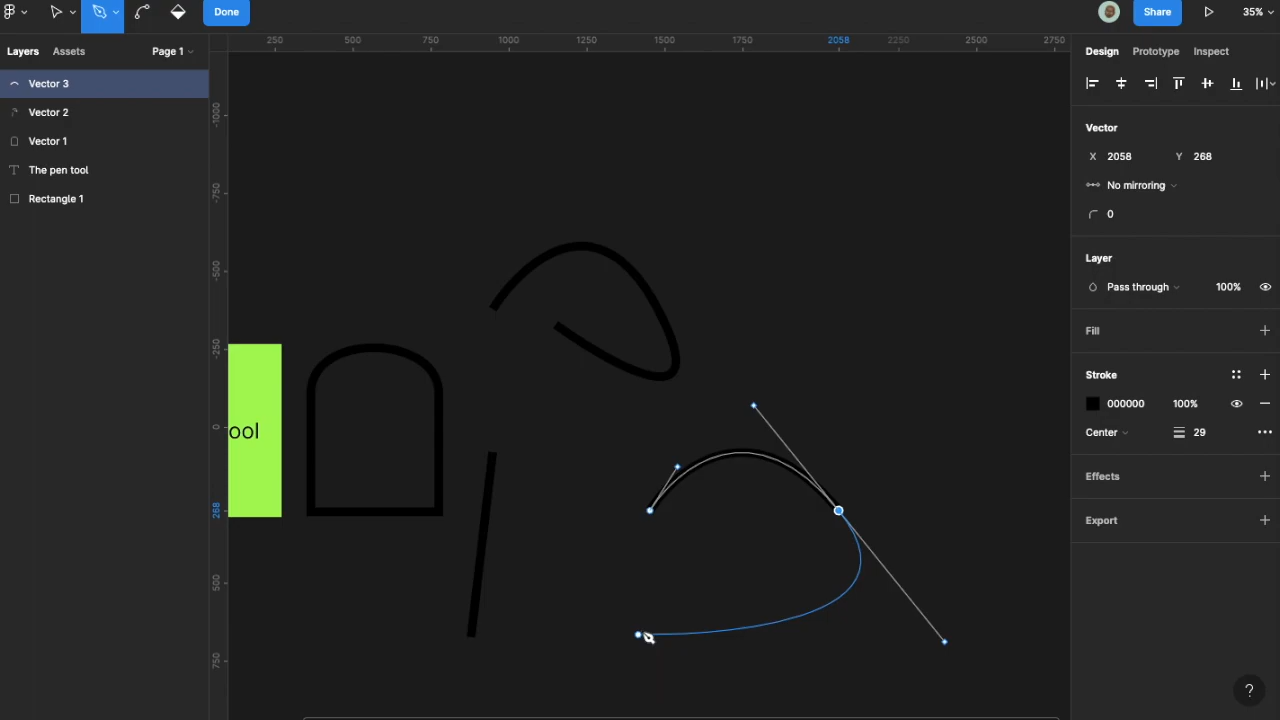 Done
Share
35%
Layers
Assets
Page 1
250
500
750
1000
1250
1500
1750
2058
2250
2500
2750
Design
Prototype
Inspect
Vector 3
Vector 2
Vector 1
The pen tool
Rectangle 1
-1000
-750
-500
-250
0
268
500
750
ool
Vector
X 2058
Y 268
No mirroring
0
Layer
Pass through
100%
Fill
Stroke
000000
100%
Center
29
Effects
Export
?